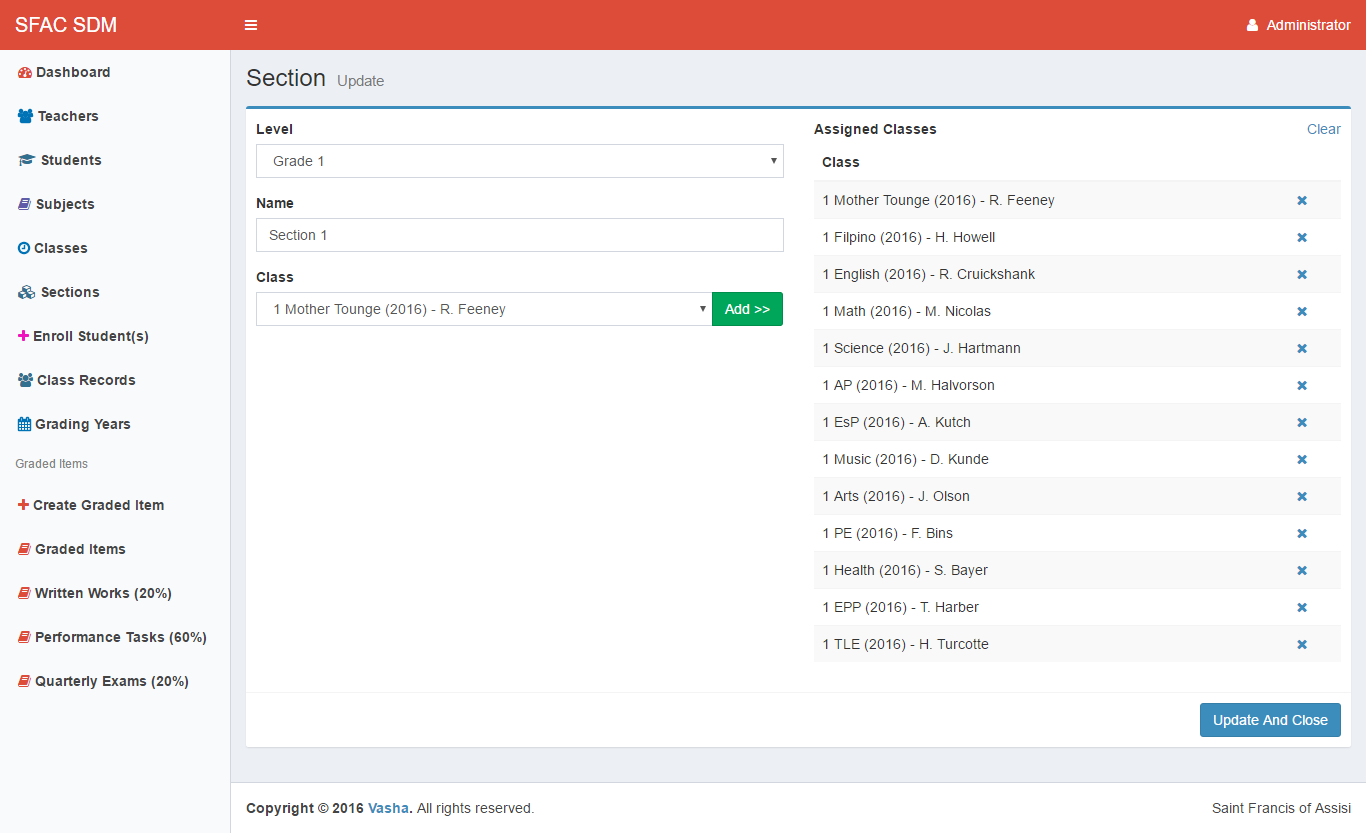 SFAC SDM
Administrator
Dashboard
Teachers
Students
Subjects
Classes
Sections
Enroll Student(s)
Class Records
Grading Years
Graded Items
Create Graded Item
Graded Items
Written Works (20%)
Performance Tasks (60%)
Quarterly Exams (20%)
Section Update
Level
Grade 1
Name
Section 1
Class
1 Mother Tounge (2016) - R. Feeney
Add >>
Assigned Classes
Clear
Class
1 Mother Tounge (2016) - R. Feeney
1 Filpino (2016) - H. Howell
1 English (2016) - R. Cruickshank
1 Math (2016) - M. Nicolas
1 Science (2016) - J. Hartmann
1 AP (2016) - M. Halvorson
1 EsP (2016) - A. Kutch
1 Music (2016) - D. Kunde
1 Arts (2016) - J. Olson
1 PE (2016) - F. Bins
1 Health (2016) - S. Bayer
1 EPP (2016) - T. Harber
1 TLE (2016) - H. Turcotte
Update And Close
Copyright © 2016 Vasha. All rights reserved.
Saint Francis of Assisi